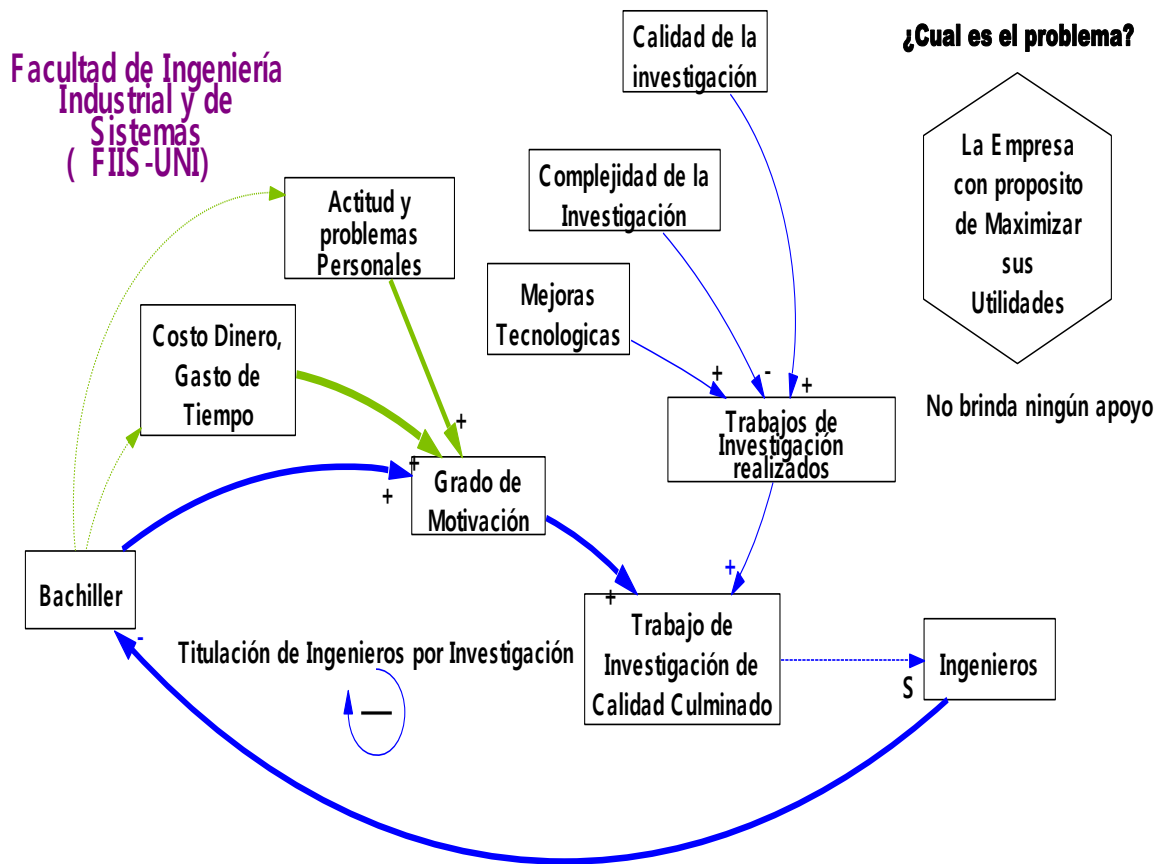 Facultad de Ingeniería
Industrial y de
Sistemas
( FIIS-UNI)
Calidad de la
investigación
¿Cual es el problema?
La Empresa
con proposito
de Maximizar
sus
Utilidades
No brinda ningún apoyo
Complejidad de la
Investigación
Actitud y
problemas
Personales
Mejoras
Tecnologicas
Costo Dinero,
Gasto de
Tiempo
+
-
+
Trabajos de
Investigación
realizados
+
+
+
Grado de
Motivación
Bachiller
+
+
Trabajo de
Investigación de
Calidad Culminado
-
Titulación de Ingenieros por Investigación
—
Ingenieros
S